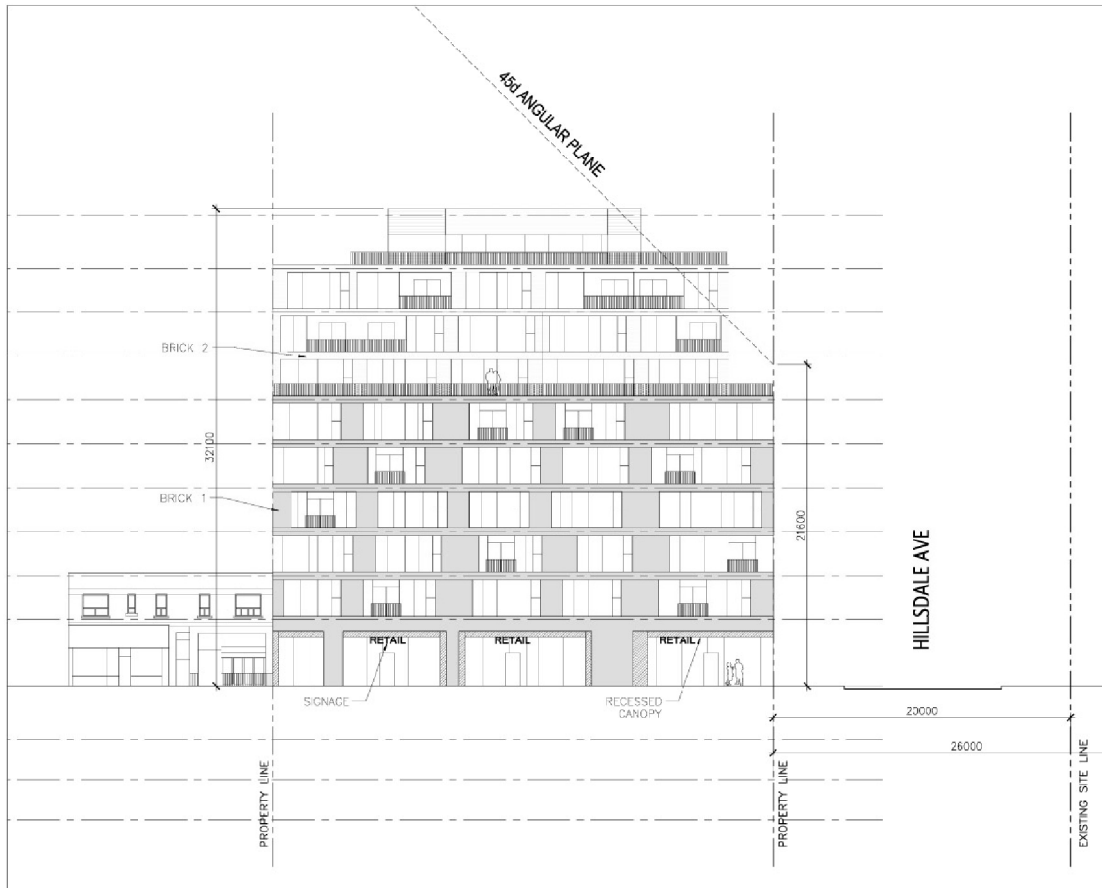 45d ANGULAR PLANE
BRICK 2
32100
BRICK 1
21600
HILLSDALE AVE
RETAIL
RETAIL
RETAIL
SIGNAGE
RECESSED
CANOPY
20000
26000
PROPERTY LINE
PROPERTY LINE
EXISTING SITE LINE